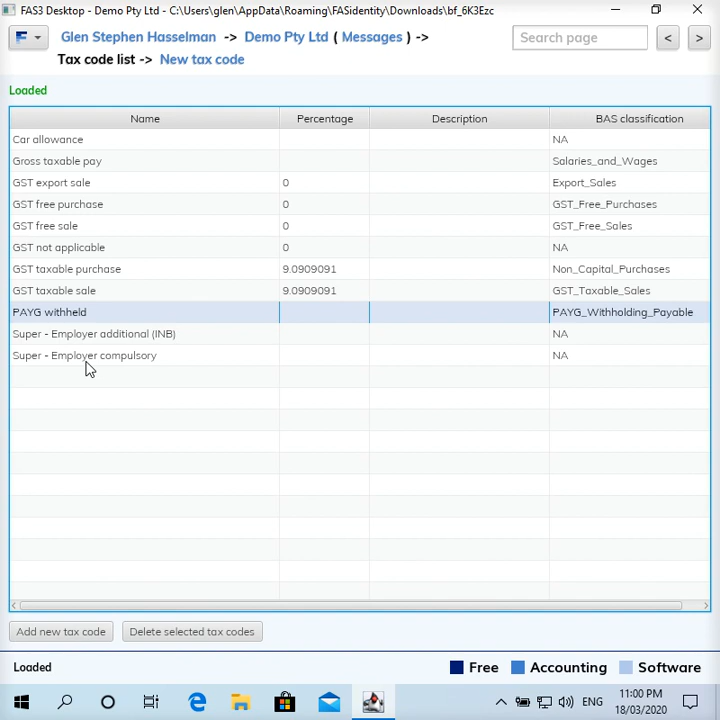 FAS3 Desktop - Demo Pty Ltd - C:\Users\glen\AppData\Roaming\FASidentity\Downloads\bf_6K3Ezc
F
Glen Stephen Hasselman -> Demo Pty Ltd ( Messages ) ->
Search page
<
>
Tax code list -> New tax code
Loaded
Name Percentage Description BAS classification
Car allowance NA
Gross taxable pay Salaries_and_Wages
GST export sale 0 Export_Sales
GST free purchase 0 GST_Free_Purchases
GST free sale 0 GST_Free_Sales
GST not applicable 0 NA
GST taxable purchase 9.0909091 Non_Capital_Purchases
GST taxable sale 9.0909091 GST_Taxable_Sales
PAYG withheld PAYG_Withholding_Payable
Super - Employer additional (INB) NA
Super - Employer compulsory NA
Add new tax code Delete selected tax codes
Loaded Free Accounting Software
ENG 11:00 PM
18/03/2020